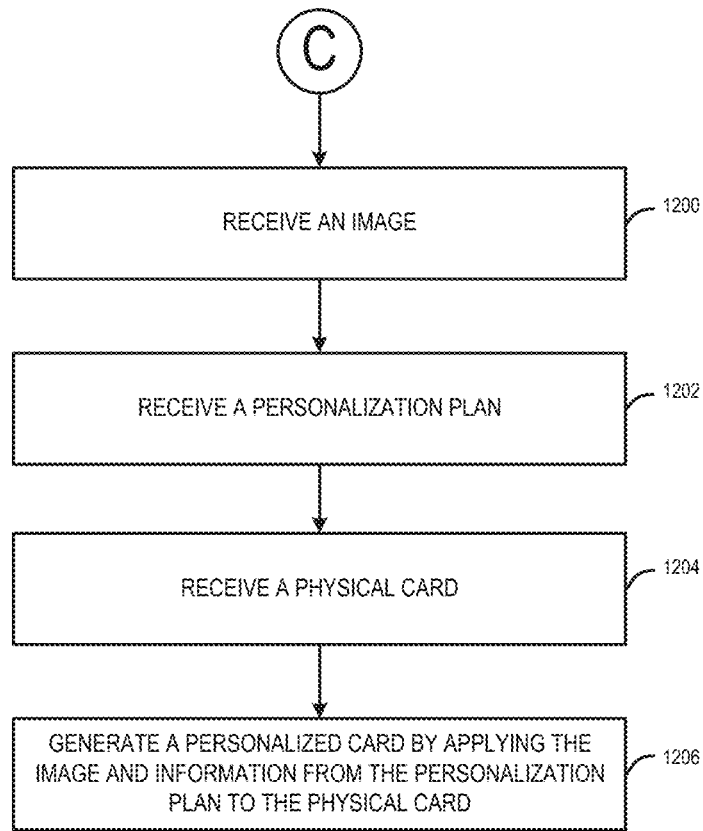 C
RECEIVE AN IMAGE
1200
RECEIVE A PERSONALIZATION PLAN
1202
RECEIVE A PHYSICAL CARD
1204
GENERATE A PERSONALIZED CARD BY APPLYING THE
IMAGE AND INFORMATION FROM THE PERSONALIZATION
PLAN TO THE PHYSICAL CARD
1206